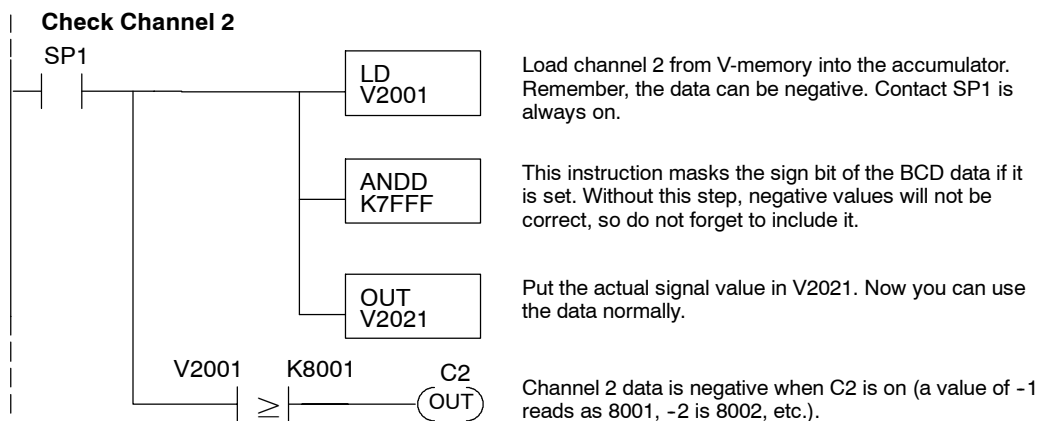 Check Channel 2
SP1
LD
V2001
Load channel 2 from V-memory into the accumulator.
Remember, the data can be negative. Contact SP1 is
always on.
ANDD
K7FFF
This instruction masks the sign bit of the BCD data if it
is set. Without this step, negative values will not be
correct, so do not forget to include it.
OUT
V2021
Put the actual signal value in V2021. Now you can use
the data normally.
V2001 K8001 C2
≥ OUT
Channel 2 data is negative when C2 is on (a value of -1
reads as 8001, -2 is 8002, etc.).